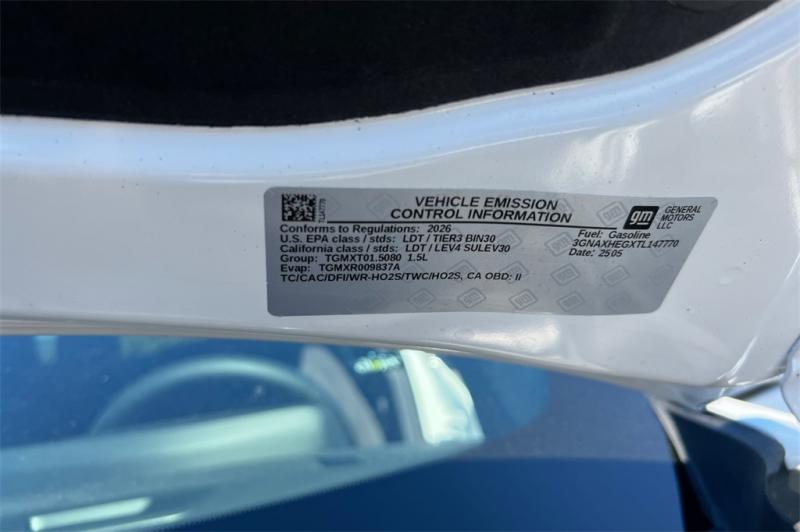 VEHICLE EMISSION
CONTROL INFORMATION
gm
GENERAL
MOTORS
LLC
Conforms to Regulations: 2026
U.S. EPA class / stds: LDT / TIER3 BIN30
California class / stds: LDT / LEV4 SULEV30
Group: TGMXT01.5080 1.5L
Evap: TGMXR009837A
TC/CAC/DFI/WR-HO2S/TWC/HO2S, CA OBD: II
Fuel: Gasoline
3GNAXHEGXTL147770
Date: 2505